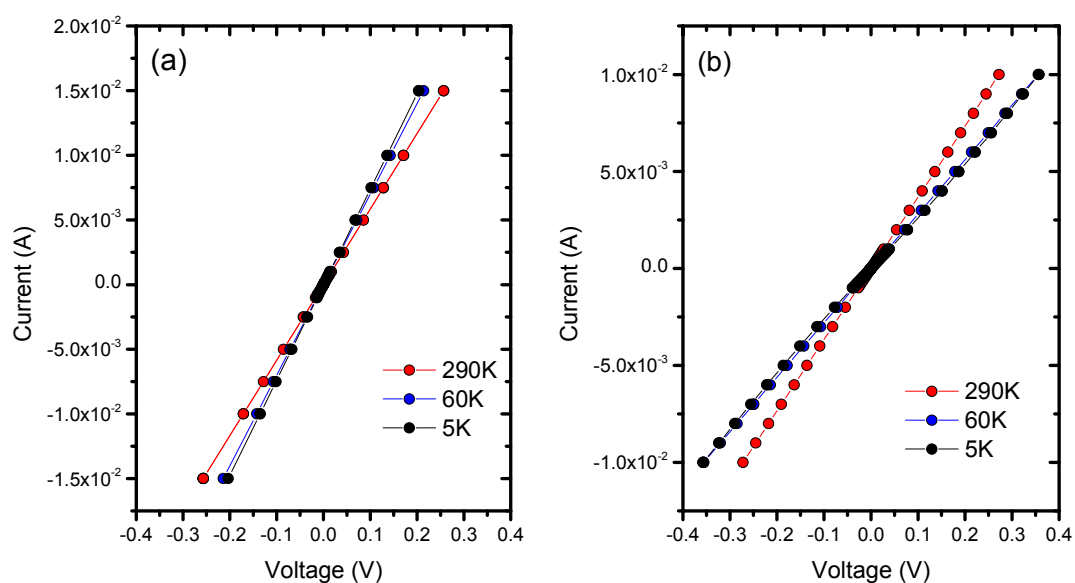 (a)
2.0x10⁻²
1.5x10⁻²
1.0x10⁻²
5.0x10⁻³
0.0
-5.0x10⁻³
-1.0x10⁻²
-1.5x10⁻²
Current (A)
290K
60K
5K
-0.4 -0.3 -0.2 -0.1 0.0 0.1 0.2 0.3 0.4
Voltage (V)
(b)
1.0x10⁻²
5.0x10⁻³
0.0
-5.0x10⁻³
-1.0x10⁻²
Current (A)
290K
60K
5K
-0.4 -0.3 -0.2 -0.1 0.0 0.1 0.2 0.3 0.4
Voltage (V)